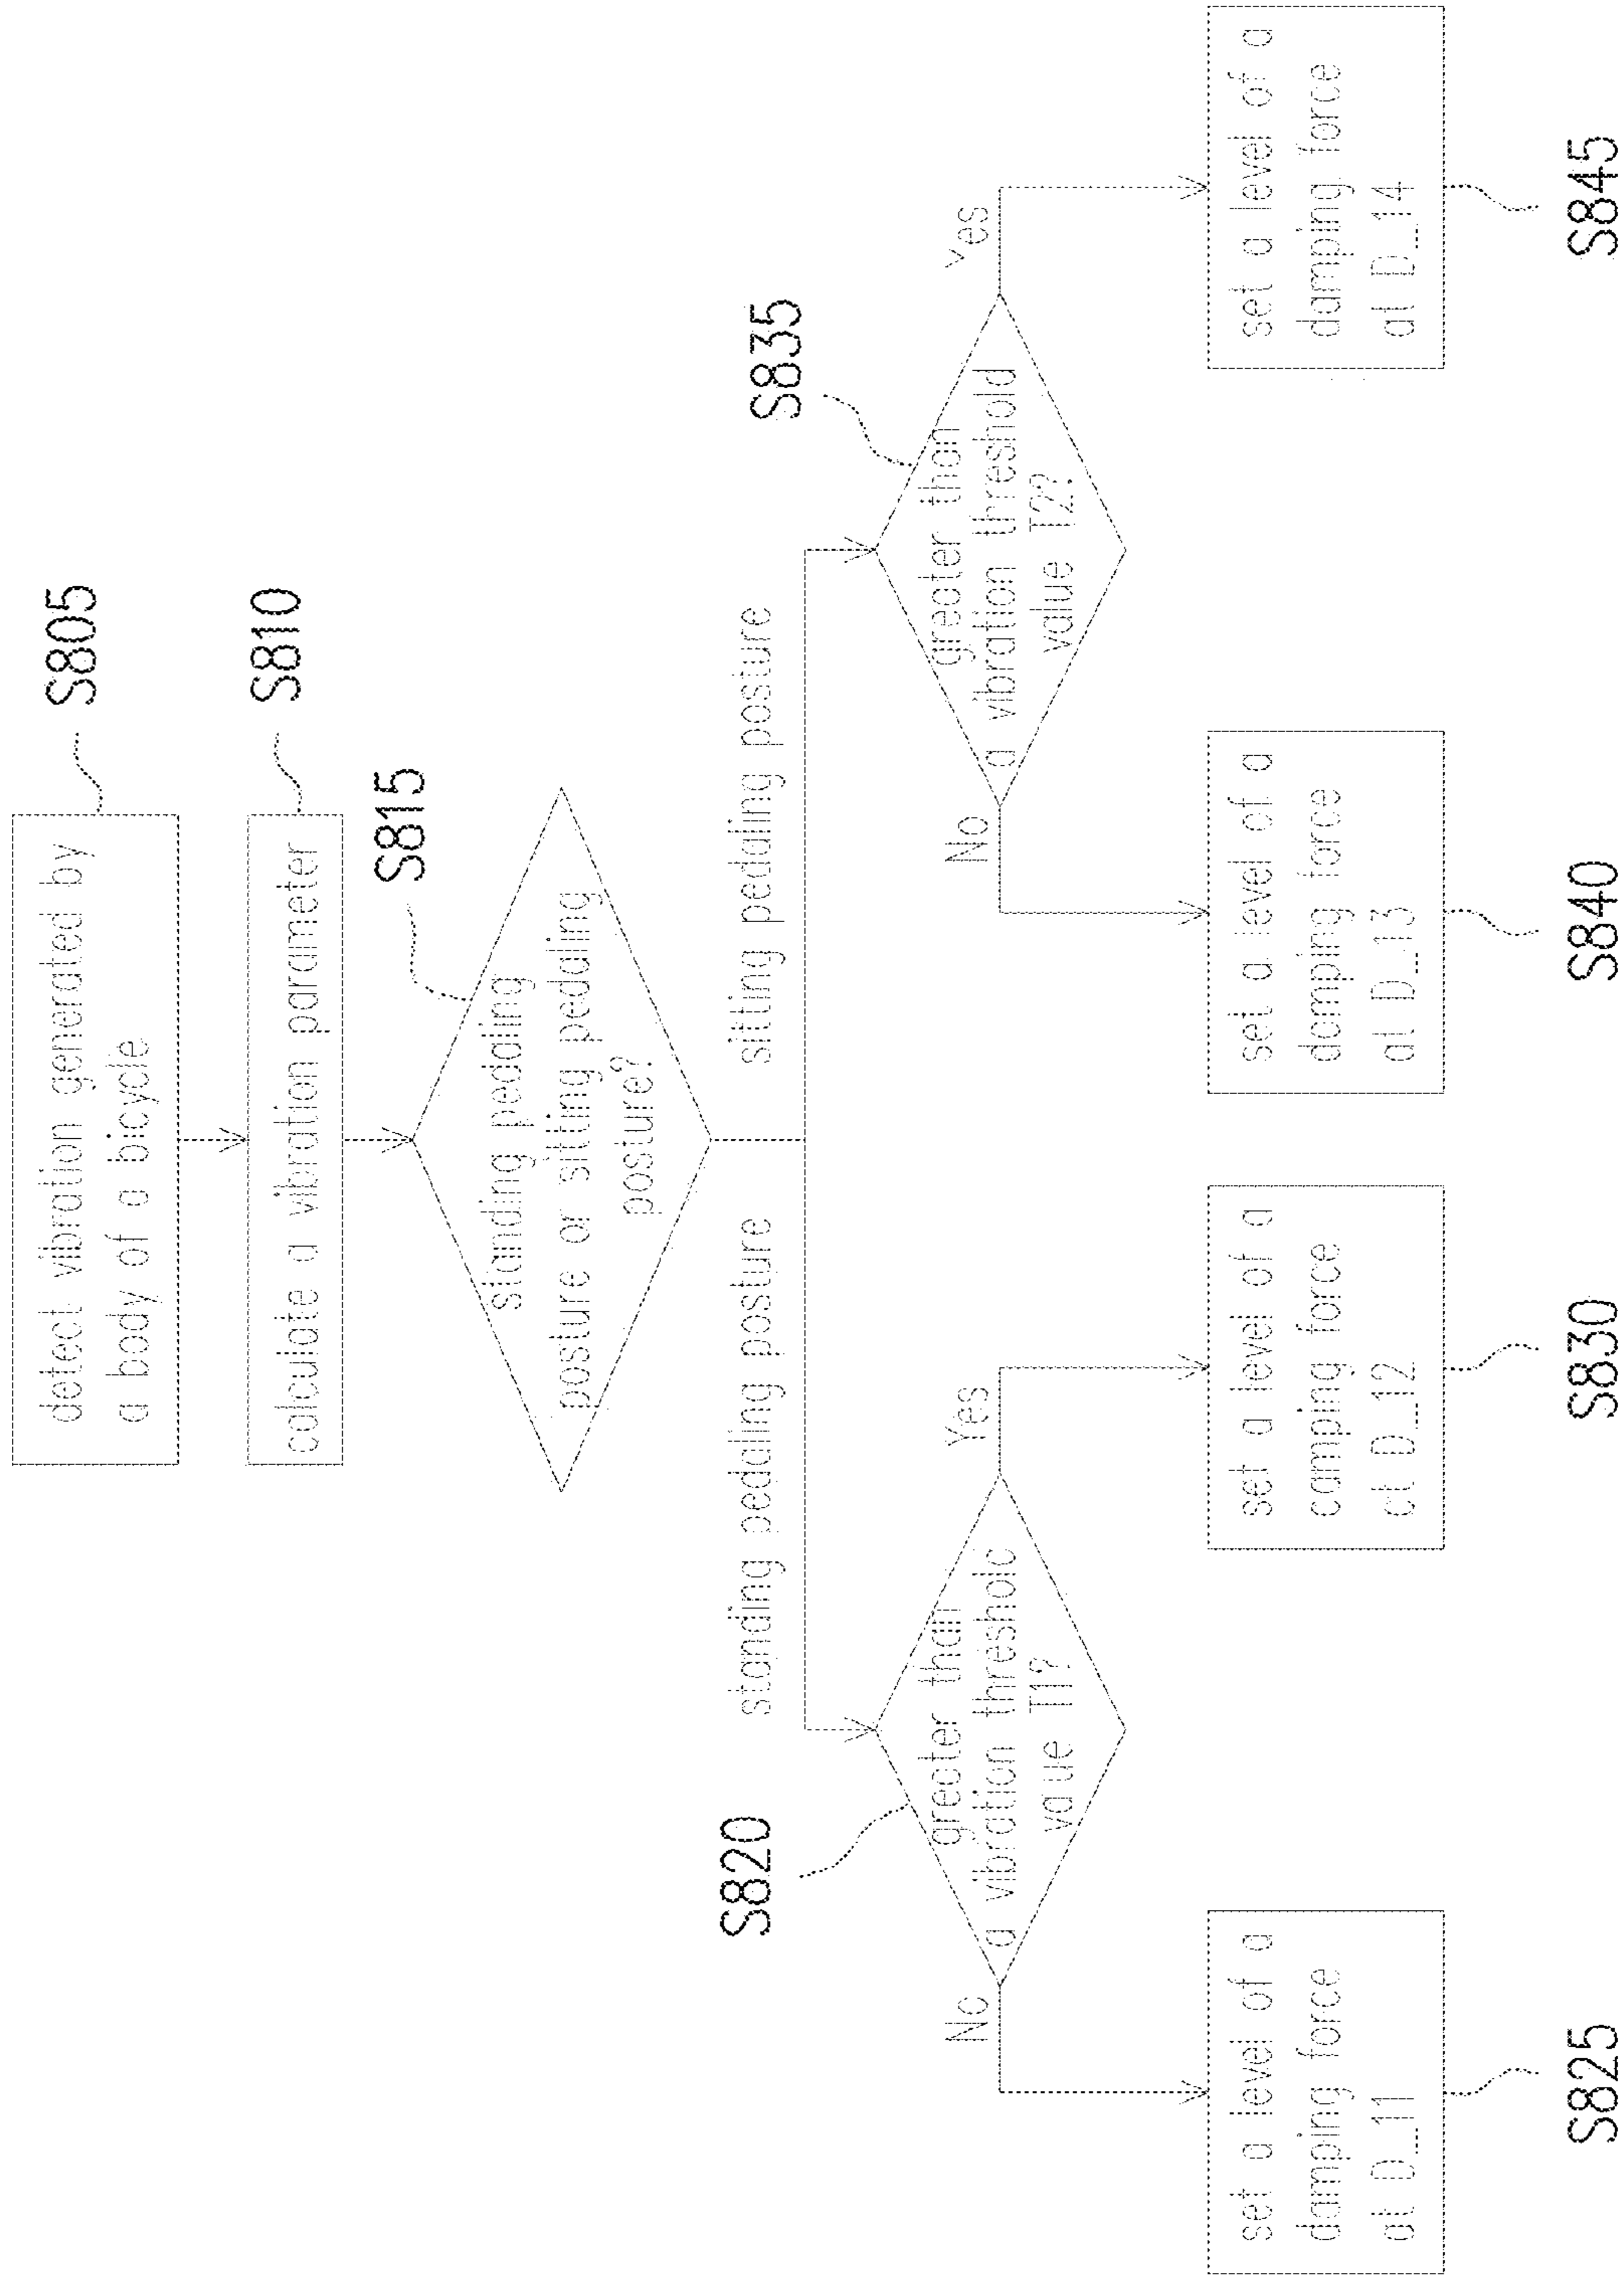 detect vibration generated by
a body of a bicycle
S805
calculate a vibration parameter
S810
standing pedaling
posture or sitting pedaling
posture?
S815
standing pedaling posture
sitting pedaling posture
S820
greater than
a vibration threshold
value T1?
S835
greater than
a vibration threshold
value T2?
No
Yes
No
Yes
set a level of a
damping force
at D_11
set a level of a
damping force
at D_12
set a level of a
damping force
at D_13
set a level of a
damping force
at D_14
S825
S830
S840
S845